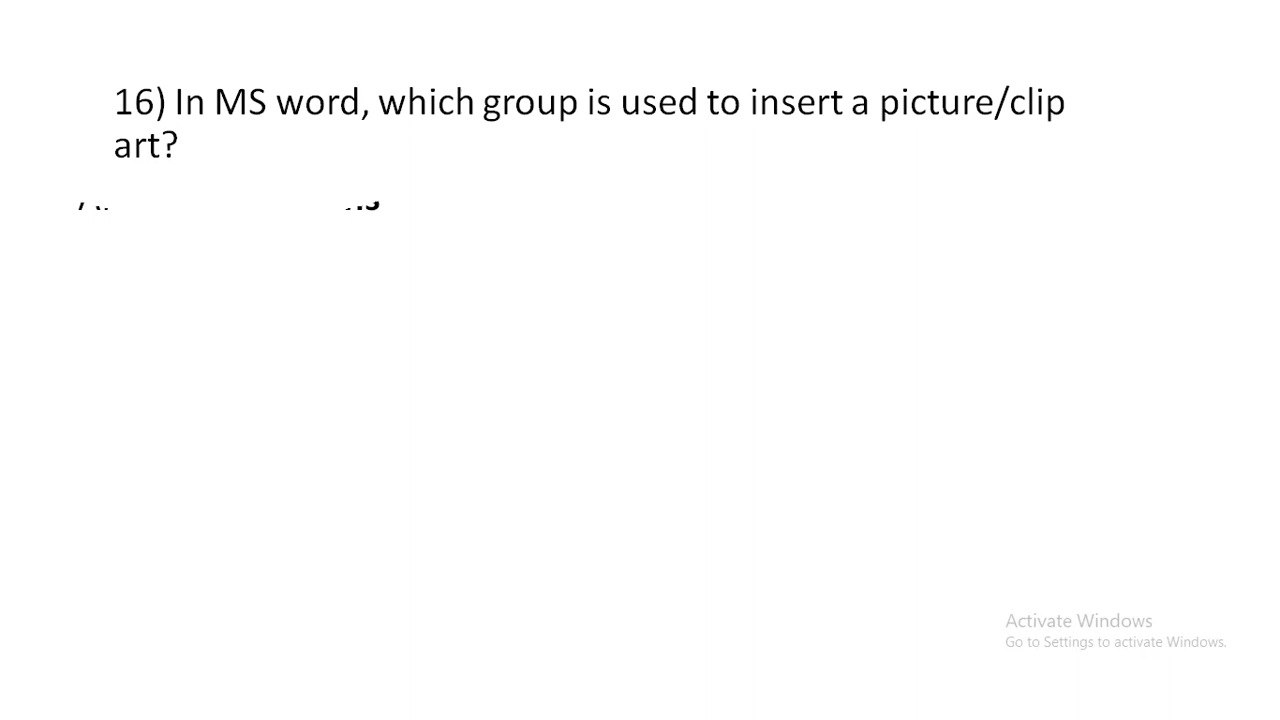 16) In MS word, which group is used to insert a picture/clip
art?
Activate Windows
Go to Settings to activate Windows.